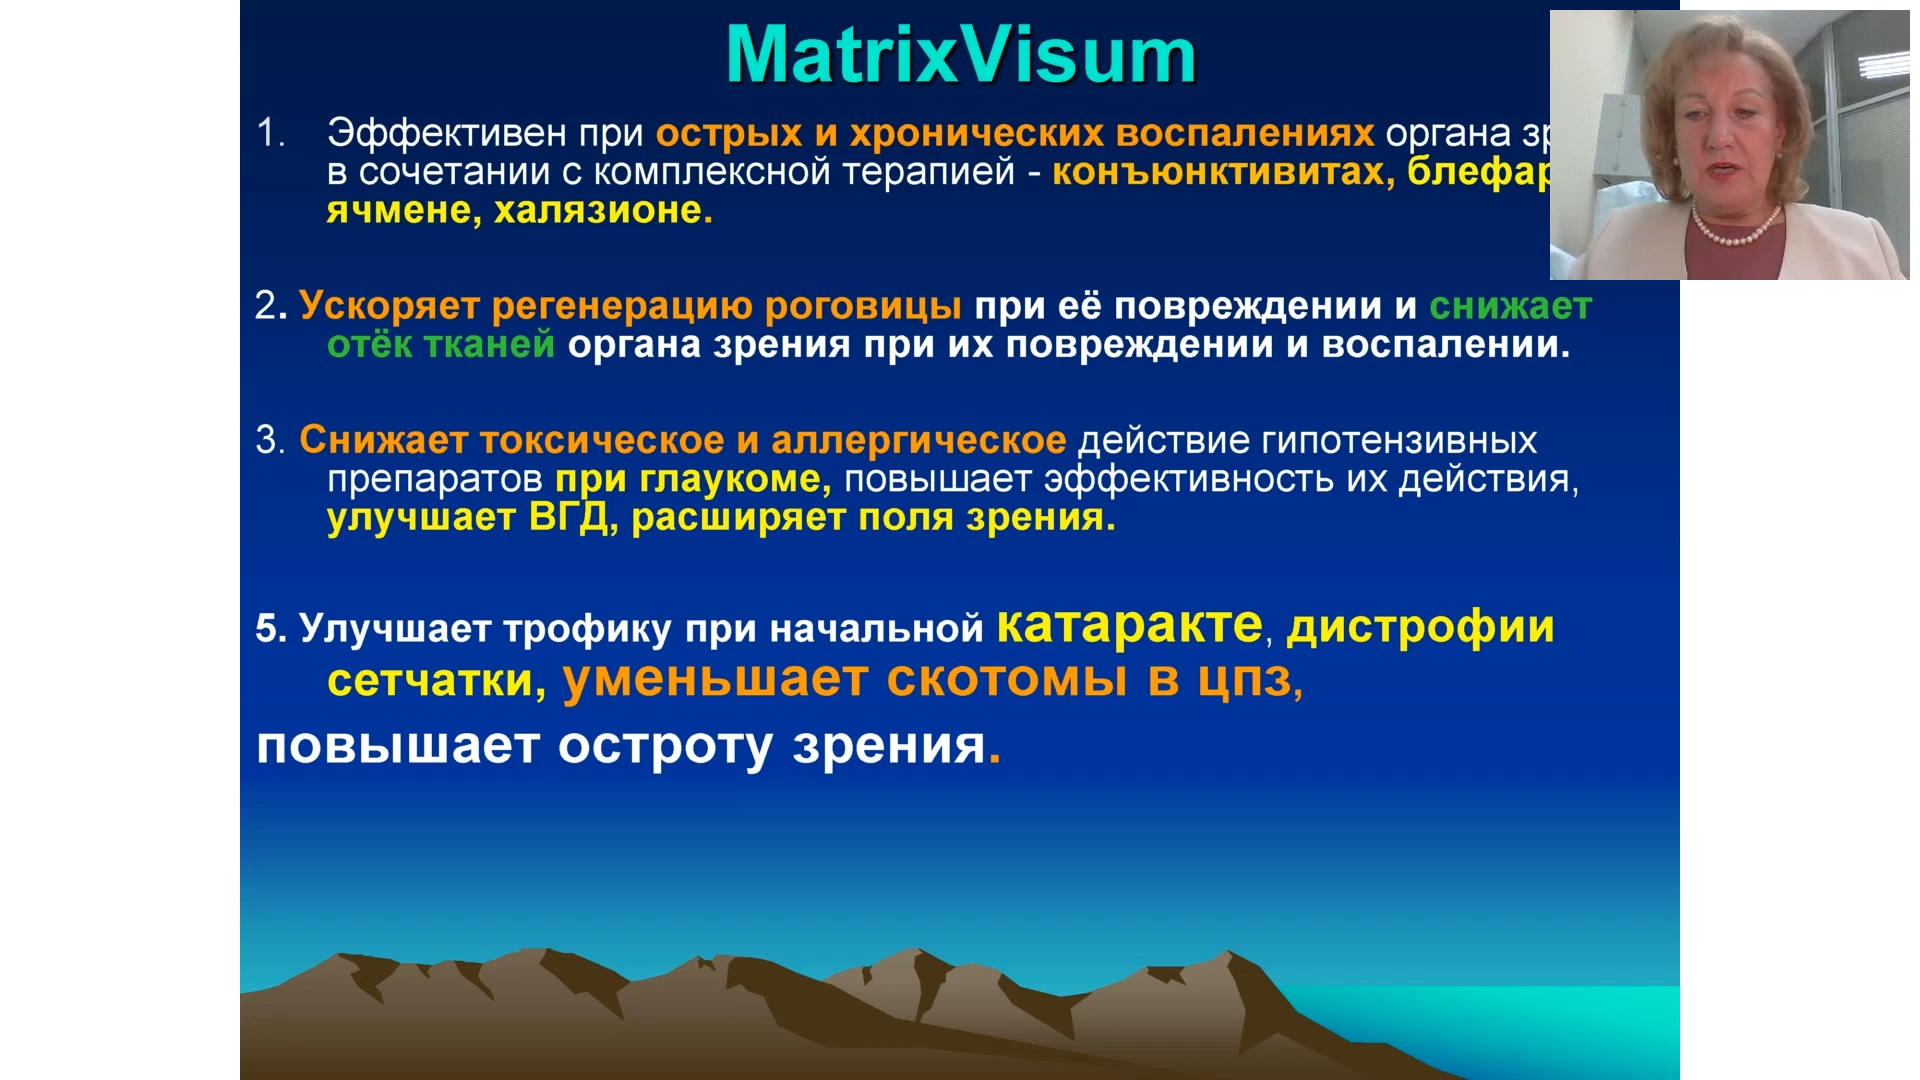 MatrixVisum
1. Эффективен при острых и хронических воспалениях органа
в сочетании с комплексной терапией - конъюнктивитах,
ячмене, халязионе.
2. Ускоряет регенерацию роговицы при её повреждении и снижает
отёк тканей органа зрения при их повреждении и воспалении.
3. Снижает токсическое и аллергическое действие гипотензивных
препаратов при глаукоме, повышает эффективность их действия,
улучшает ВГД, расширяет поля зрения.
5. Улучшает трофику при начальной катаракте, дистрофии
сетчатки, уменьшает скотомы в цпз,
повышает остроту зрения.